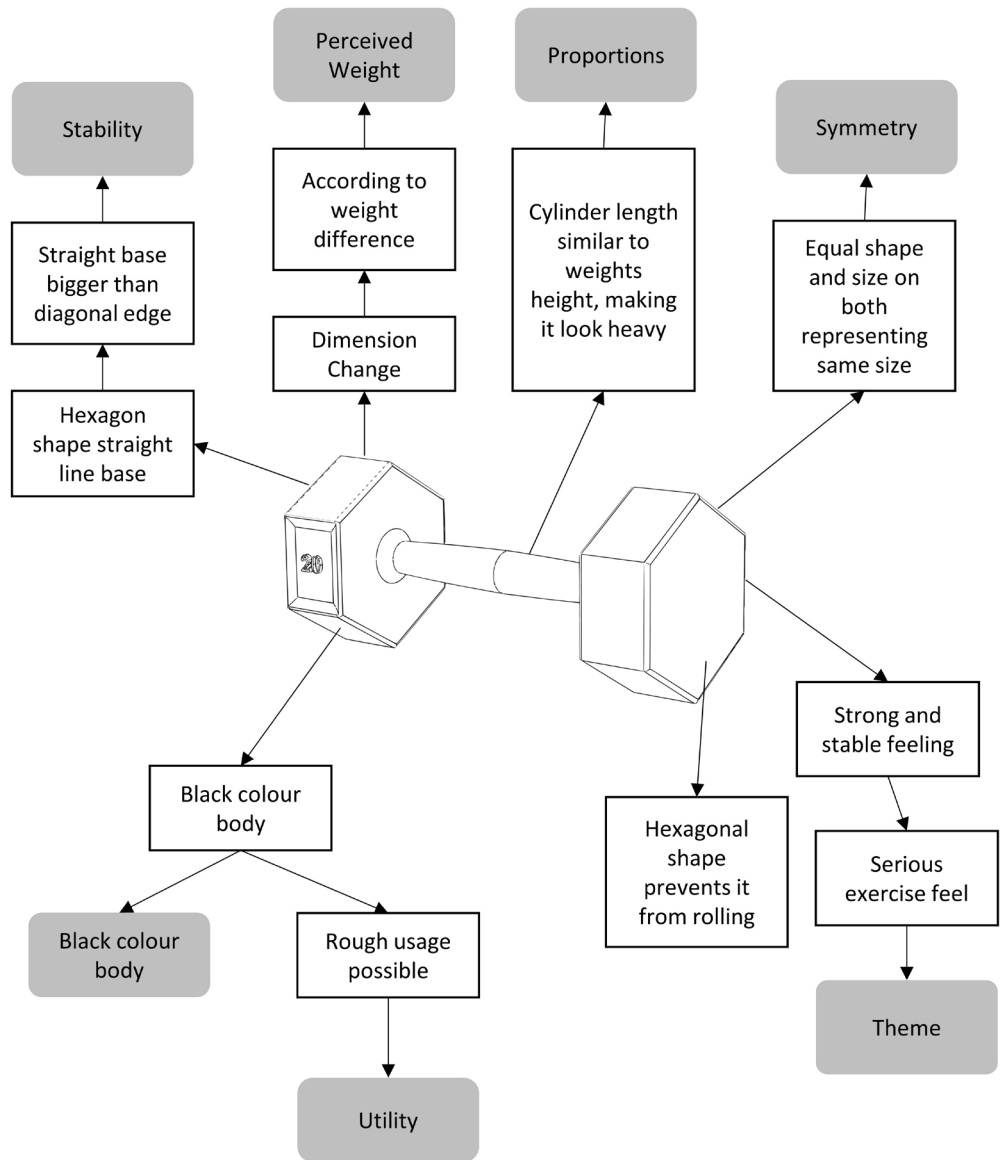 Perceived
Weight
Proportions
Stability
Symmetry
According to
weight
difference
Cylinder length
similar to
weights
height, making
it look heavy
Straight base
bigger than
diagonal edge
Equal shape
and size on
both
representing
same size
Dimension
Change
Hexagon
shape straight
line base
20
Strong and
stable feeling
Black colour
body
Hexagonal
shape
prevents it
from rolling
Serious
exercise feel
Black colour
body
Rough usage
possible
Theme
Utility